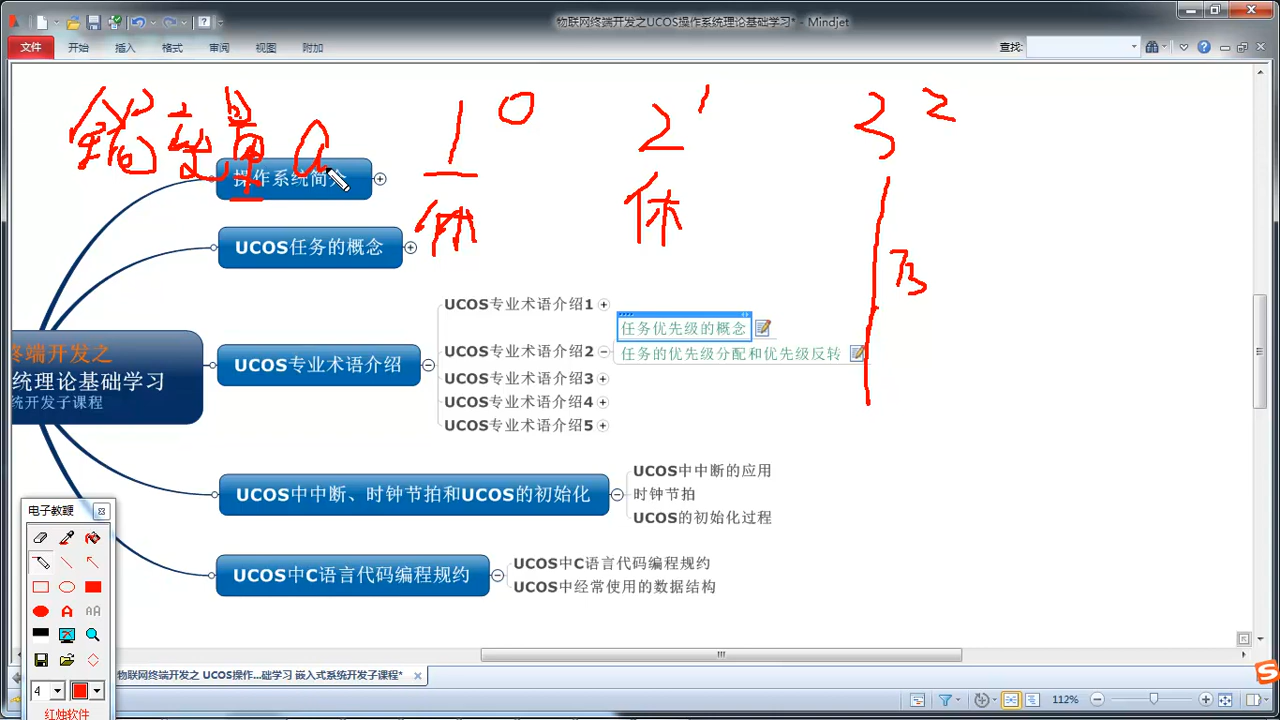 物联网终端开发之UCOS操作系统理论基础学习* - Mindjet
文件 开始 插入 格式 审阅 视图 附加 查找:
变量 a 1 0 2 1 3 2
休 休
操作系统简介
UCOS任务的概念
UCOS专业术语介绍1
任务优先级的概念
UCOS专业术语介绍2
任务的优先级分配和优先级反转
终端开发之
统理论基础学习
统开发子课程
UCOS专业术语介绍
UCOS专业术语介绍3
UCOS专业术语介绍4
UCOS专业术语介绍5
UCOS中中断、时钟节拍和UCOS的初始化
UCOS中中断的应用
时钟节拍
UCOS的初始化过程
UCOS中C语言代码编程规约
UCOS中C语言代码编程规约
UCOS中经常使用的数据结构
电子教鞭
4
红烛软件
物联网终端开发之 UCOS操作...础学习 嵌入式系统开发子课程*
112%